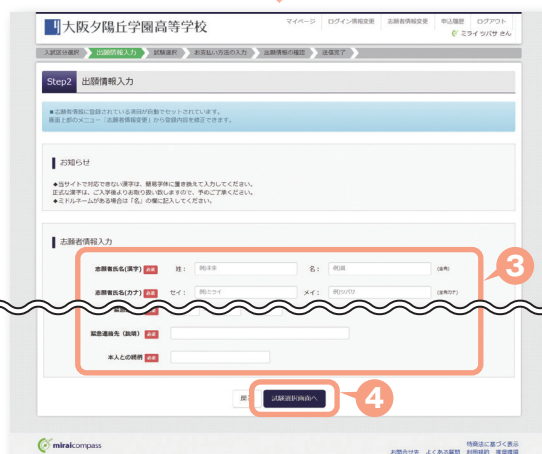 大阪夕陽丘学園高等学校
マイページ ログイン情報変更 志願者情報変更 申込履歴 ログアウト
ミライ ツバサ さん
入試区分選択 出願情報入力 試験選択 お支払い方法の入力 出願情報の確認 送信完了
Step2 出願情報入力
■志願者情報に登録されている項目が自動でセットされています。
画面上部のメニュー「志願者情報変更」から登録内容を修正できます。
お知らせ
◆当サイトで対応できない漢字は、簡易字体に置き換えて入力してください。
正式な漢字は、ご入学後よりお取り扱い致しますので、予めご了承ください。
◆ミドルネームがある場合は「名」の欄に記入してください。
志願者情報入力
志願者氏名(漢字) 必須 姓： 例)未来 名： 例)翼 (全角)
志願者氏名(カナ) 必須 セイ： 例)ミライ メイ： 例)ツバサ (全角カナ)
3
緊急連絡先（説明） 必須
本人との続柄 必須
戻 試験選択画面へ
4
miraicompass
特商法に基づく表示
お問合せ先 よくある質問 利用規約 推奨環境